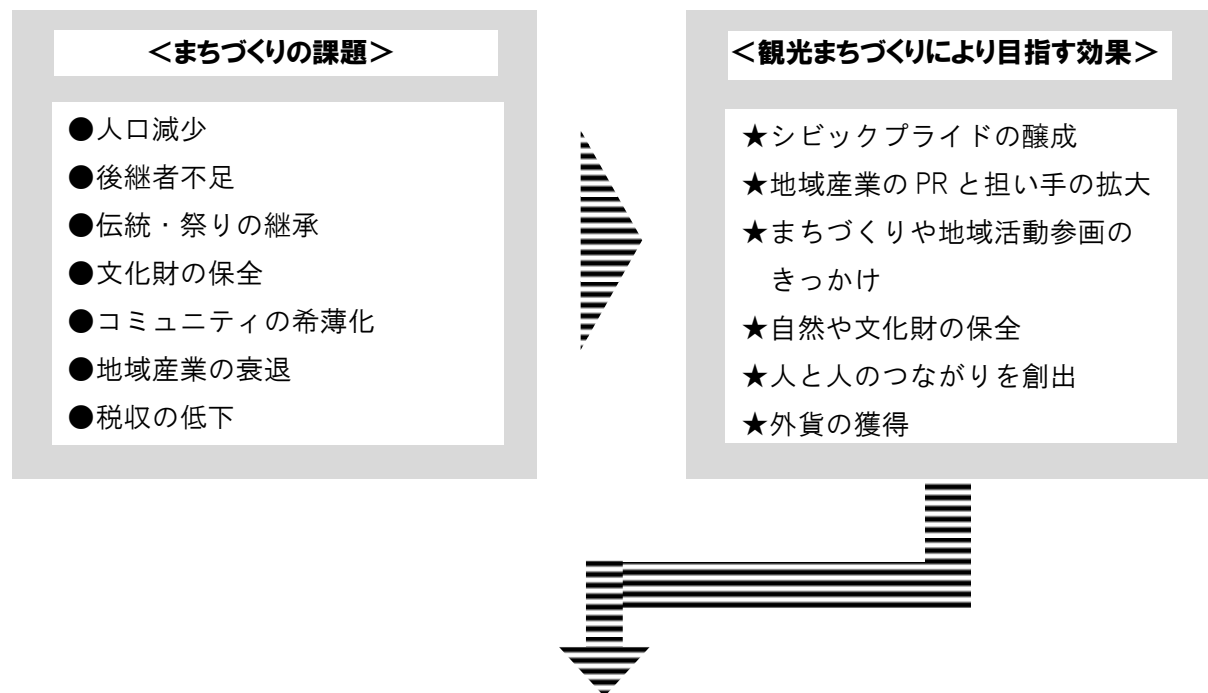 ＜まちづくりの課題＞
●人口減少
●後継者不足
●伝統・祭りの継承
●文化財の保全
●コミュニティの希薄化
●地域産業の衰退
●税収の低下
＜観光まちづくりにより目指す効果＞
★シビックプライドの醸成
★地域産業の PR と担い手の拡大
★まちづくりや地域活動参画の
きっかけ
★自然や文化財の保全
★人と人のつながりを創出
★外貨の獲得